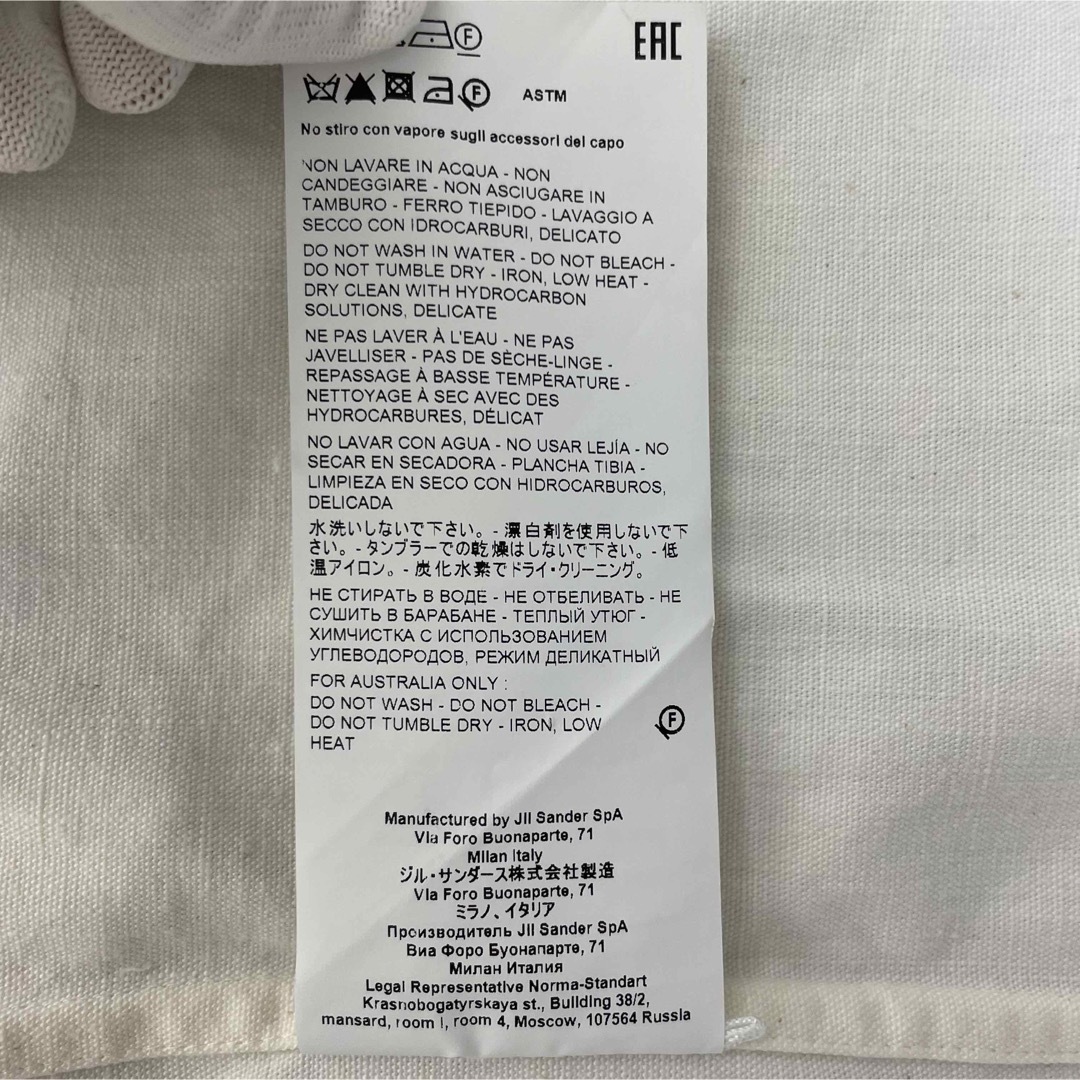 F
EAC
F ASTM
No stiro con vapore sugli accessori del capo
NON LAVARE IN ACQUA - NON
CANDEGGIARE - NON ASCIUGARE IN
TAMBURO - FERRO TIEPIDO - LAVAGGIO A
SECCO CON IDROCARBURI, DELICATO
DO NOT WASH IN WATER - DO NOT BLEACH -
DO NOT TUMBLE DRY - IRON, LOW HEAT -
DRY CLEAN WITH HYDROCARBON
SOLUTIONS, DELICATE
NE PAS LAVER À L'EAU - NE PAS
JAVELLISER - PAS DE SÈCHE-LINGE -
REPASSAGE À BASSE TEMPÉRATURE -
NETTOYAGE À SEC AVEC DES
HYDROCARBURES, DÉLICAT
NO LAVAR CON AGUA - NO USAR LEJÍA - NO
SECAR EN SECADORA - PLANCHA TIBIA -
LIMPIEZA EN SECO CON HIDROCARBUROS,
DELICADA
水洗いしないで下さい。- 漂白剤を使用しないで下
さい。- タンブラーでの乾燥はしないで下さい。- 低
温アイロン。- 炭化水素でドライ・クリーニング。
НЕ СТИРАТЬ В ВОДЕ - НЕ ОТБЕЛИВАТЬ - НЕ
СУШИТЬ В БАРАБАНЕ - ТЕПЛЫЙ УТЮГ -
ХИМЧИСТКА С ИСПОЛЬЗОВАНИЕМ
УГЛЕВОДОРОДОВ, РЕЖИМ ДЕЛИКАТНЫЙ
FOR AUSTRALIA ONLY :
DO NOT WASH - DO NOT BLEACH -
DO NOT TUMBLE DRY - IRON, LOW
HEAT
F
Manufactured by Jil Sander SpA
Via Foro Buonaparte, 71
Milan Italy
ジル・サンダース株式会社製造
Via Foro Buonaparte, 71
ミラノ、イタリア
Производитель Jil Sander SpA
Виа Форо Буонапарте, 71
Милан Италия
Legal Representative Norma-Standart
Krasnobogatyrskaya st., Building 38/2,
mansard, room I, room 4, Moscow, 107564 Russia